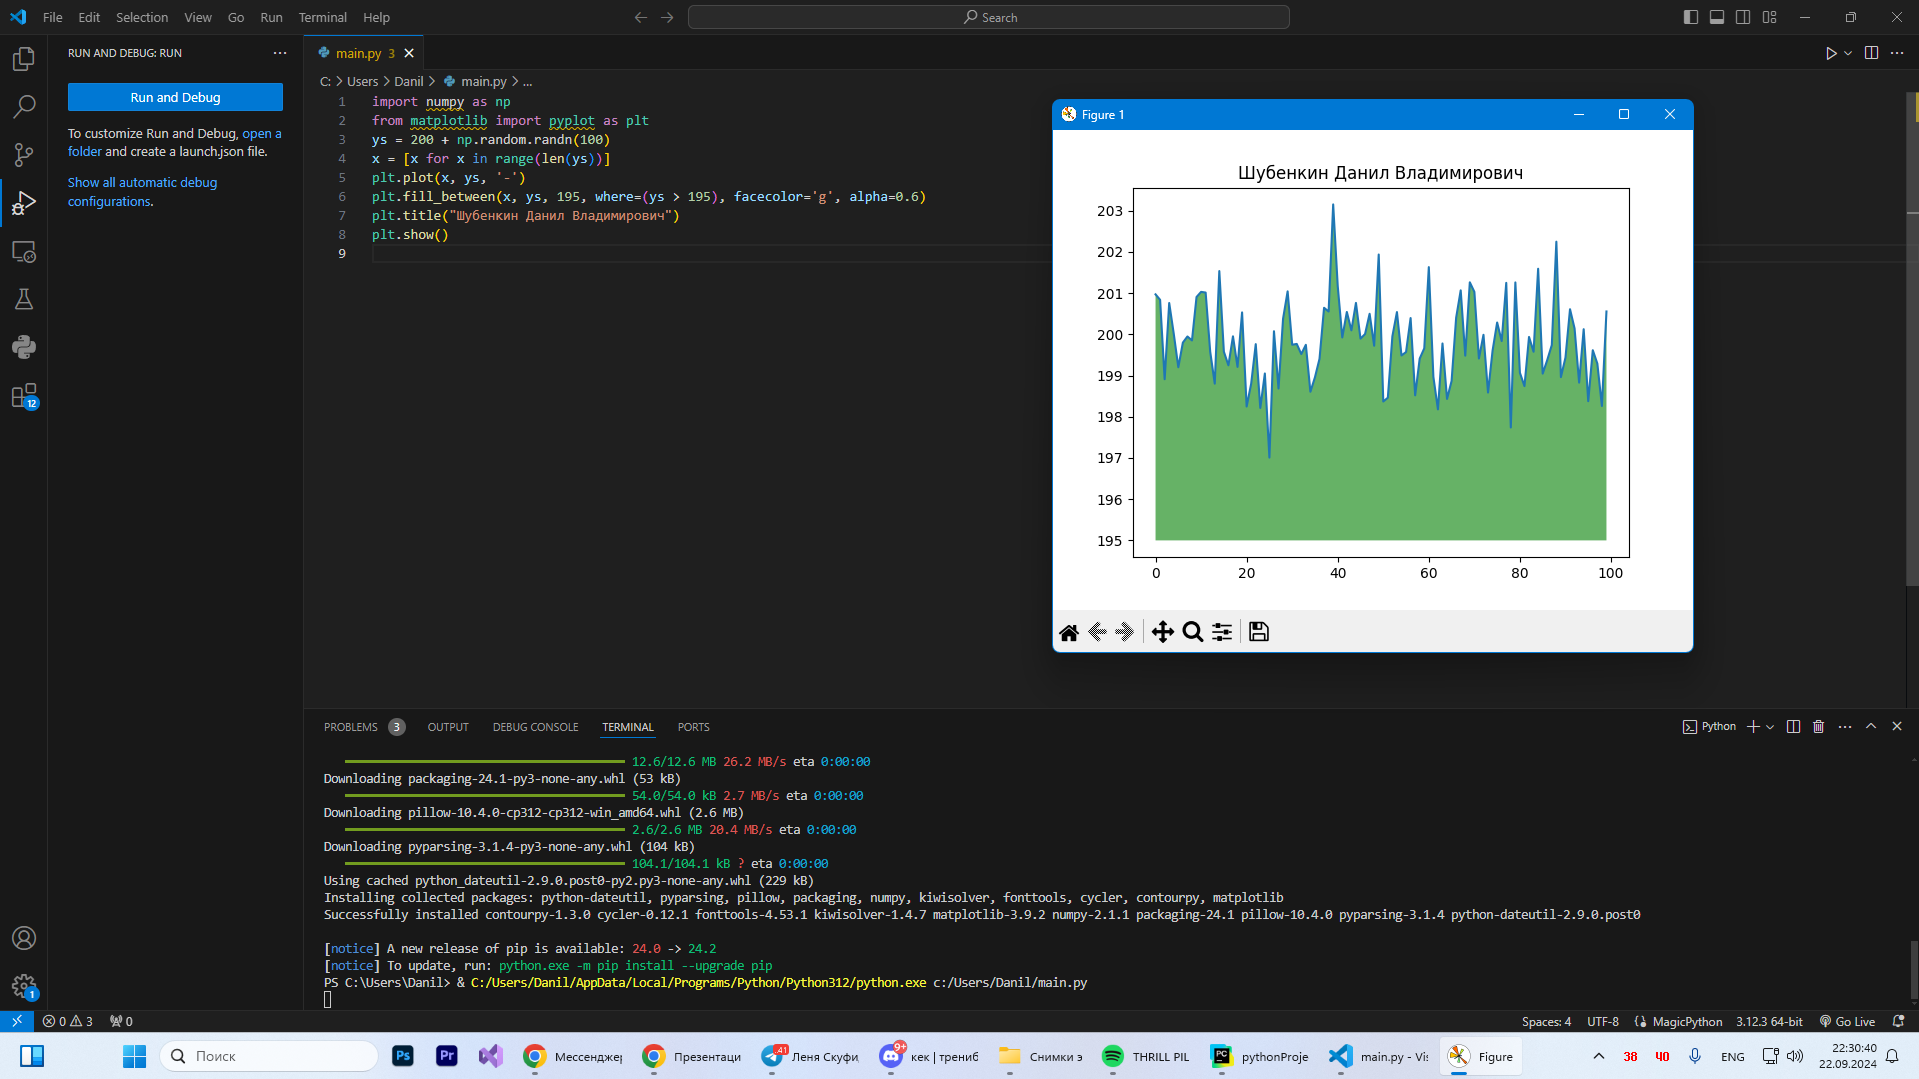 File Edit Selection View Go Run Terminal Help
Search
RUN AND DEBUG: RUN
Run and Debug
To customize Run and Debug, open a
folder and create a launch.json file.
Show all automatic debug
configurations.
12
1
main.py 3
C: > Users > Danil > main.py > ...
1 import numpy as np
2 from matplotlib import pyplot as plt
3 ys = 200 + np.random.randn(100)
4 x = [x for x in range(len(ys))]
5 plt.plot(x, ys, '-')
6 plt.fill_between(x, ys, 195, where=(ys > 195), facecolor='g', alpha=0.6)
7 plt.title("Шубенкин Данил Владимирович")
8 plt.show()
9
Figure 1
Шубенкин Данил Владимирович
203
202
201
200
199
198
197
196
195
0 20 40 60 80 100
PROBLEMS 3 OUTPUT DEBUG CONSOLE TERMINAL PORTS
Python
12.6/12.6 MB 26.2 MB/s eta 0:00:00
Downloading packaging-24.1-py3-none-any.whl (53 kB)
54.0/54.0 kB 2.7 MB/s eta 0:00:00
Downloading pillow-10.4.0-cp312-cp312-win_amd64.whl (2.6 MB)
2.6/2.6 MB 20.4 MB/s eta 0:00:00
Downloading pyparsing-3.1.4-py3-none-any.whl (104 kB)
104.1/104.1 kB ? eta 0:00:00
Using cached python_dateutil-2.9.0.post0-py2.py3-none-any.whl (229 kB)
Installing collected packages: python-dateutil, pyparsing, pillow, packaging, numpy, kiwisolver, fonttools, cycler, contourpy, matplotlib
Successfully installed contourpy-1.3.0 cycler-0.12.1 fonttools-4.53.1 kiwisolver-1.4.7 matplotlib-3.9.2 numpy-2.1.1 packaging-24.1 pillow-10.4.0 pyparsing-3.1.4 python-dateutil-2.9.0.post0
[notice] A new release of pip is available: 24.0 -> 24.2
[notice] To update, run: python.exe -m pip install --upgrade pip
PS C:\Users\Danil> & C:/Users/Danil/AppData/Local/Programs/Python/Python312/python.exe c:/Users/Danil/main.py
0 3 0
Spaces: 4 UTF-8 MagicPython 3.12.3 64-bit Go Live
Поиск Ps Pr Мессенджер Презентаци 41 Леня Скуфи 9+ кек | трениб Снимки э THRILL PIL PC pythonProje main.py - Vis Figure
38 40 ENG 22:30:40
22.09.2024